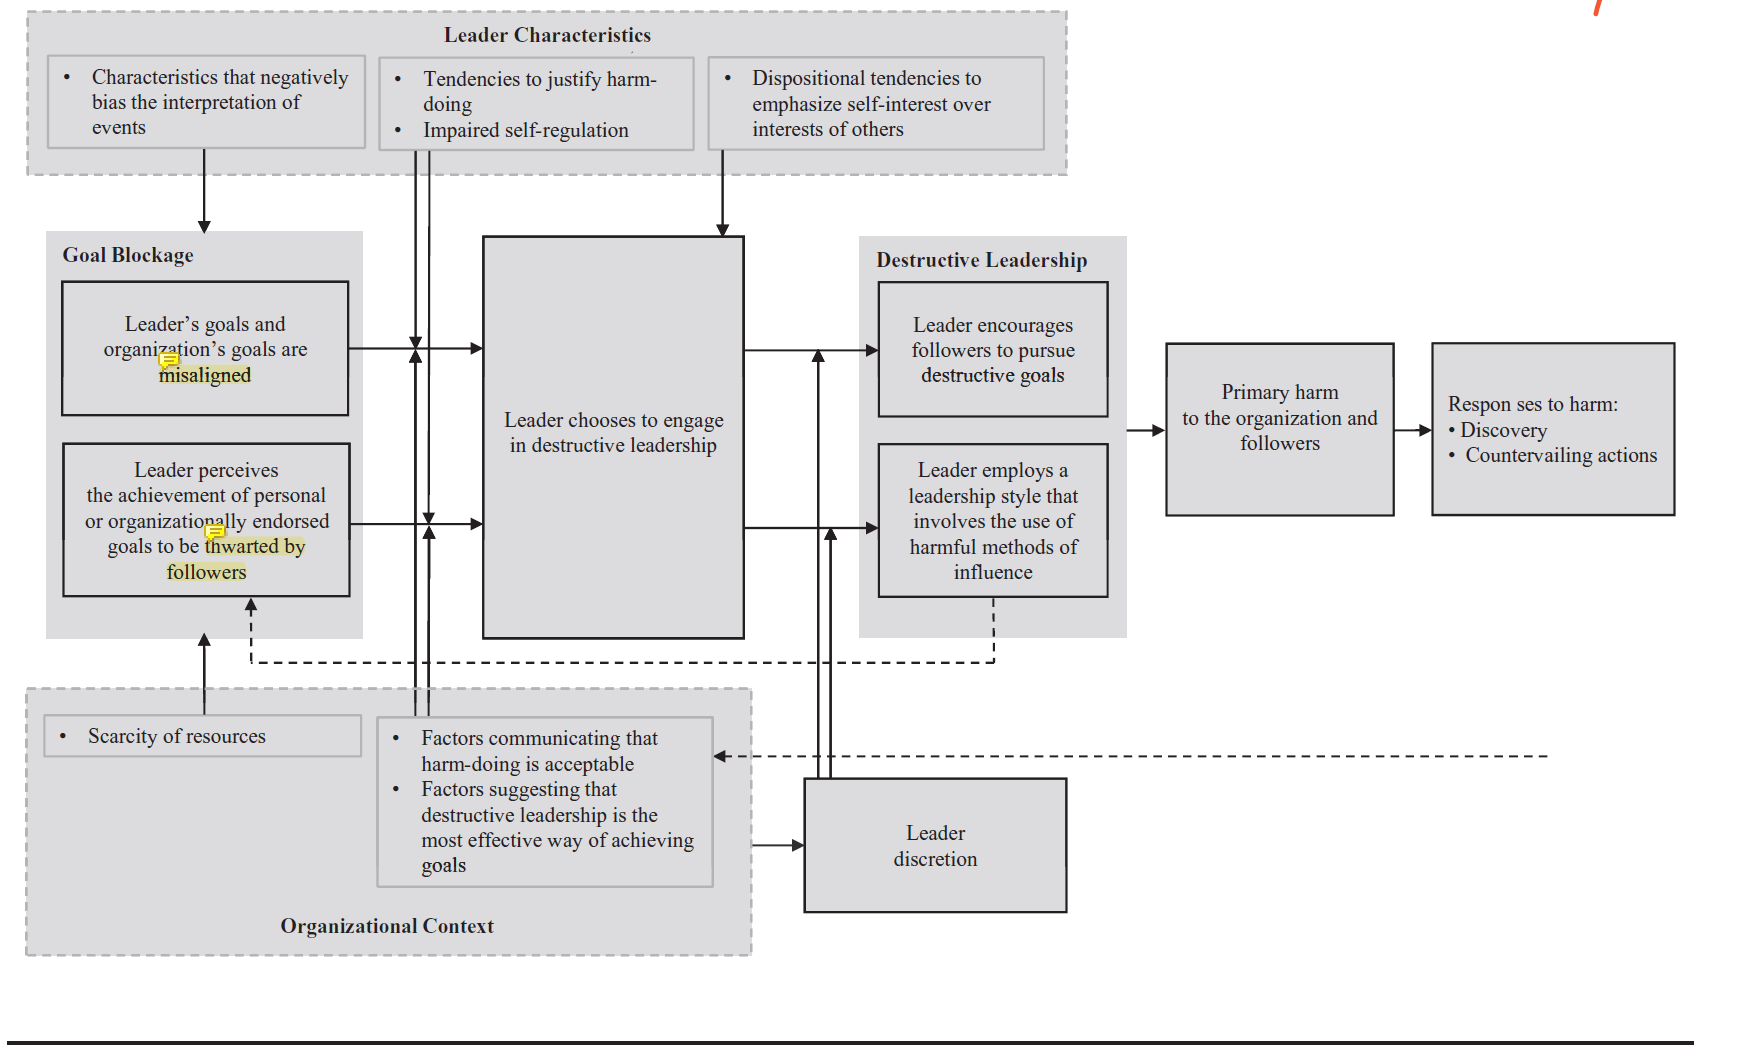 Leader Characteristics
• Characteristics that negatively
bias the interpretation of
events
• Tendencies to justify harm-
doing
• Impaired self-regulation
• Dispositional tendencies to
emphasize self-interest over
interests of others
Goal Blockage
Leader’s goals and
organization’s goals are
misaligned
Leader perceives
the achievement of personal
or organizationally endorsed
goals to be thwarted by
followers
Leader chooses to engage
in destructive leadership
Destructive Leadership
Leader encourages
followers to pursue
destructive goals
Leader employs a
leadership style that
involves the use of
harmful methods of
influence
Primary harm
to the organization and
followers
Respon ses to harm:
• Discovery
• Countervailing actions
• Scarcity of resources
• Factors communicating that
harm-doing is acceptable
• Factors suggesting that
destructive leadership is the
most effective way of achieving
goals
Organizational Context
Leader
discretion